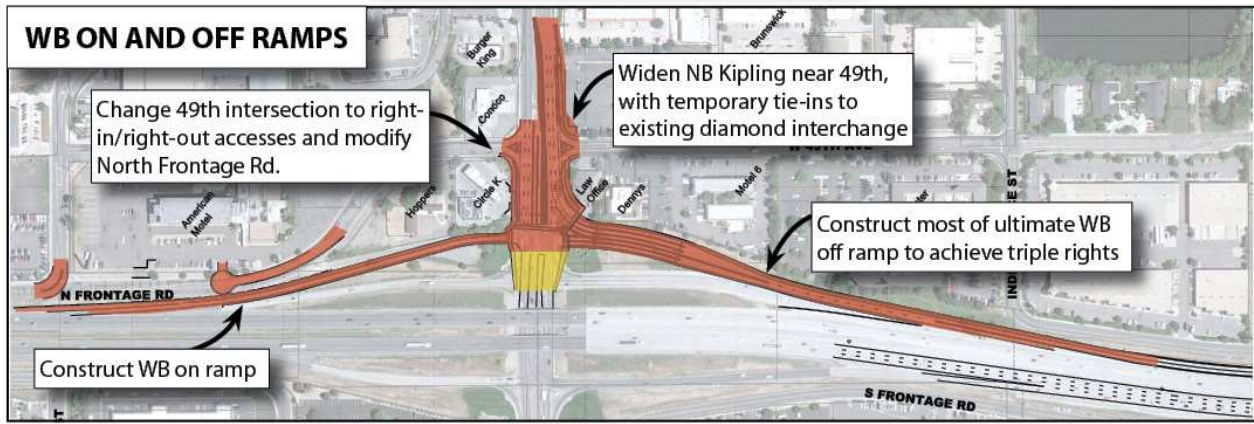 WB ON AND OFF RAMPS
Burger
King
Brunswick
Change 49th intersection to right-
in/right-out accesses and modify
North Frontage Rd.
Conoco
Widen NB Kipling near 49th,
with temporary tie-ins to
existing diamond interchange
American
Motel
Hoppers
Circle K
Law
Office
Dennys
Motel 6
Construct most of ultimate WB
off ramp to achieve triple rights
N FRONTAGE RD
Construct WB on ramp
S FRONTAGE RD
ST